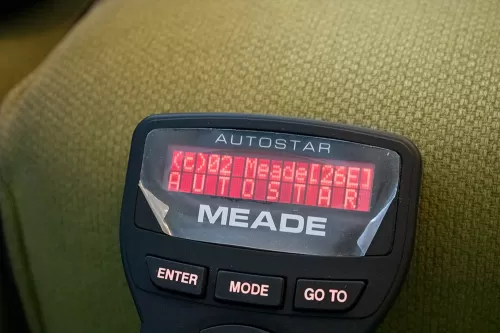 AUTOSTAR
(c)02 Meade[26E]
AUTOSTAR
MEADE
ENTER
MODE
GO TO